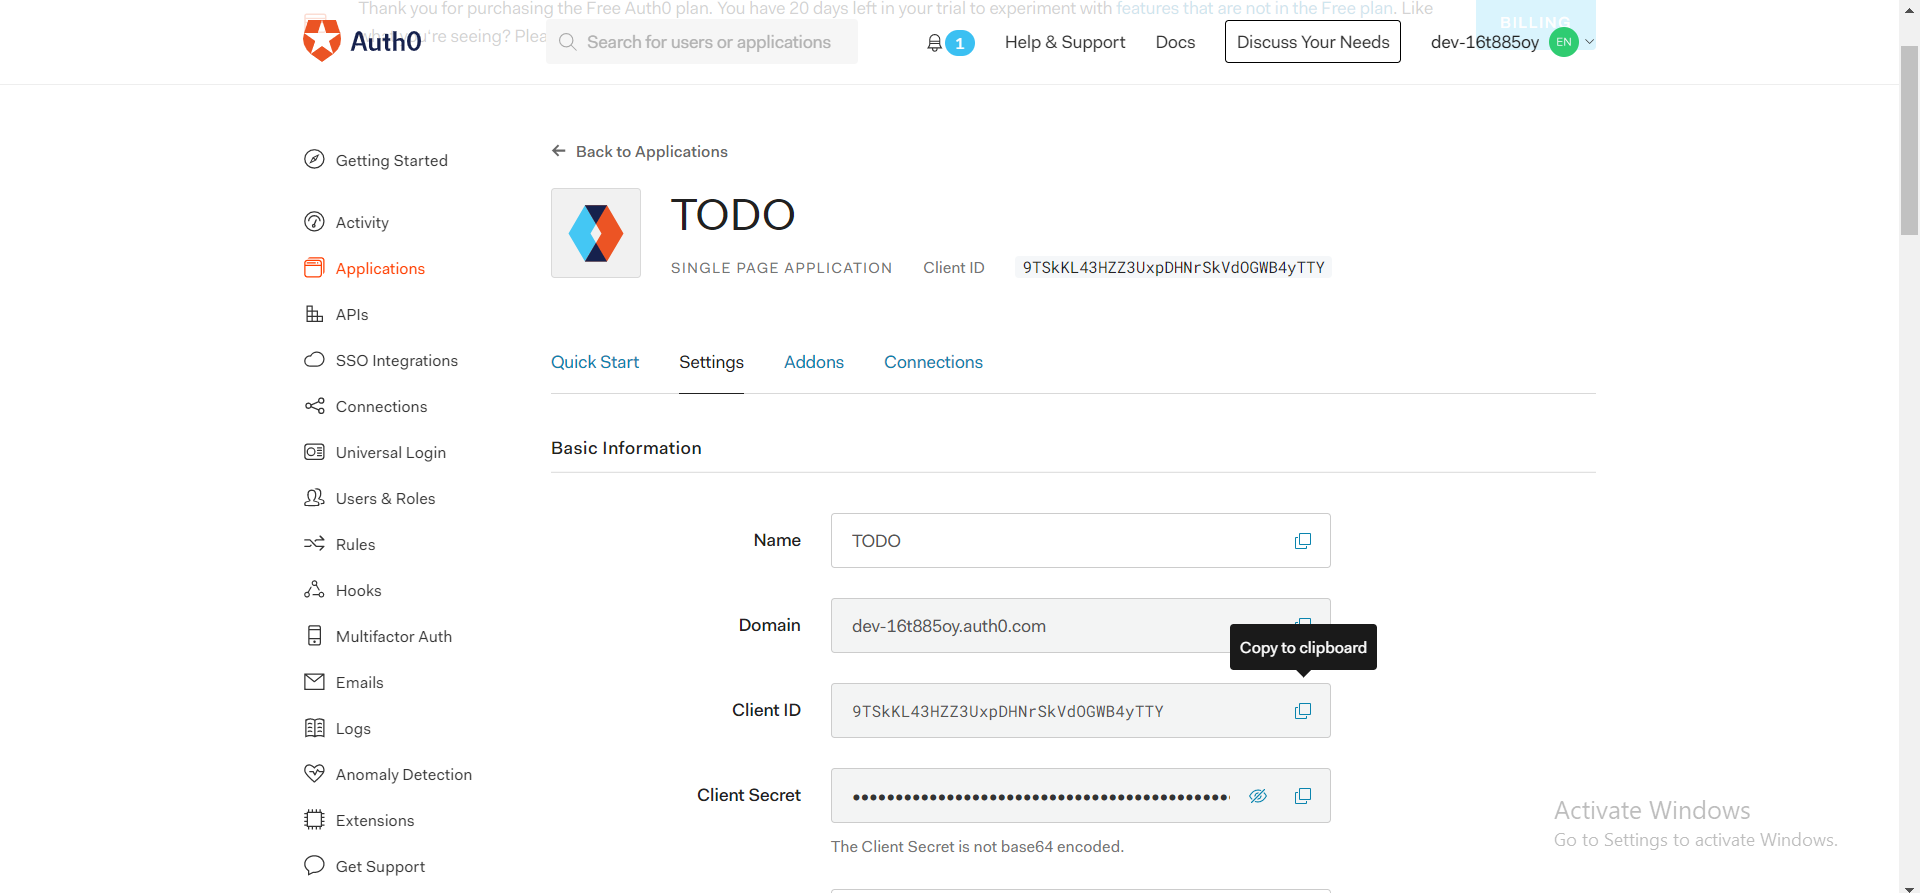 Thank you for purchasing the Free Auth0 plan. You have 20 days left in your trial to experiment with features that are not in the Free plan. Like
you're seeing? Plea
BILLING
Auth0
Search for users or applications
1
Help & Support
Docs
Discuss Your Needs
dev-16t885oy
EN
Getting Started
Activity
Applications
APIs
SSO Integrations
Connections
Universal Login
Users & Roles
Rules
Hooks
Multifactor Auth
Emails
Logs
Anomaly Detection
Extensions
Get Support
Back to Applications
TODO
SINGLE PAGE APPLICATION
Client ID
9TSkKL43HZZ3UxpDHNrSkVdOGWB4yTTY
Quick Start
Settings
Addons
Connections
Basic Information
Name
TODO
Domain
dev-16t885oy.auth0.com
Copy to clipboard
Client ID
9TSkKL43HZZ3UxpDHNrSkVdOGWB4yTTY
Client Secret
The Client Secret is not base64 encoded.
Activate Windows
Go to Settings to activate Windows.